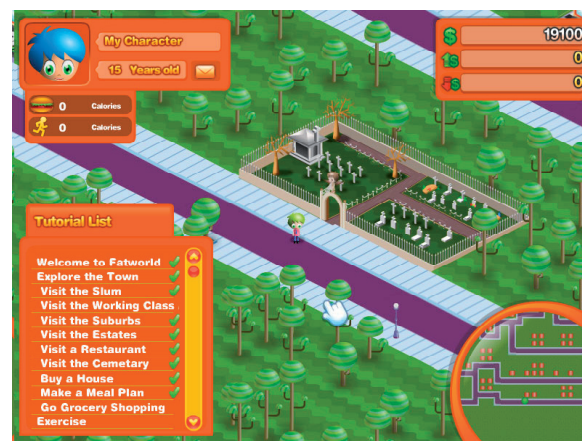 My Character
15 Years old
$ 19100
$ 0
$ 0
0 Calories
0 Calories
Tutorial List
Welcome to Fatworld
Explore the Town
Visit the Slum
Visit the Working Class
Visit the Suburbs
Visit the Estates
Visit a Restaurant
Visit the Cemetary
Buy a House
Make a Meal Plan
Go Grocery Shopping
Exercise